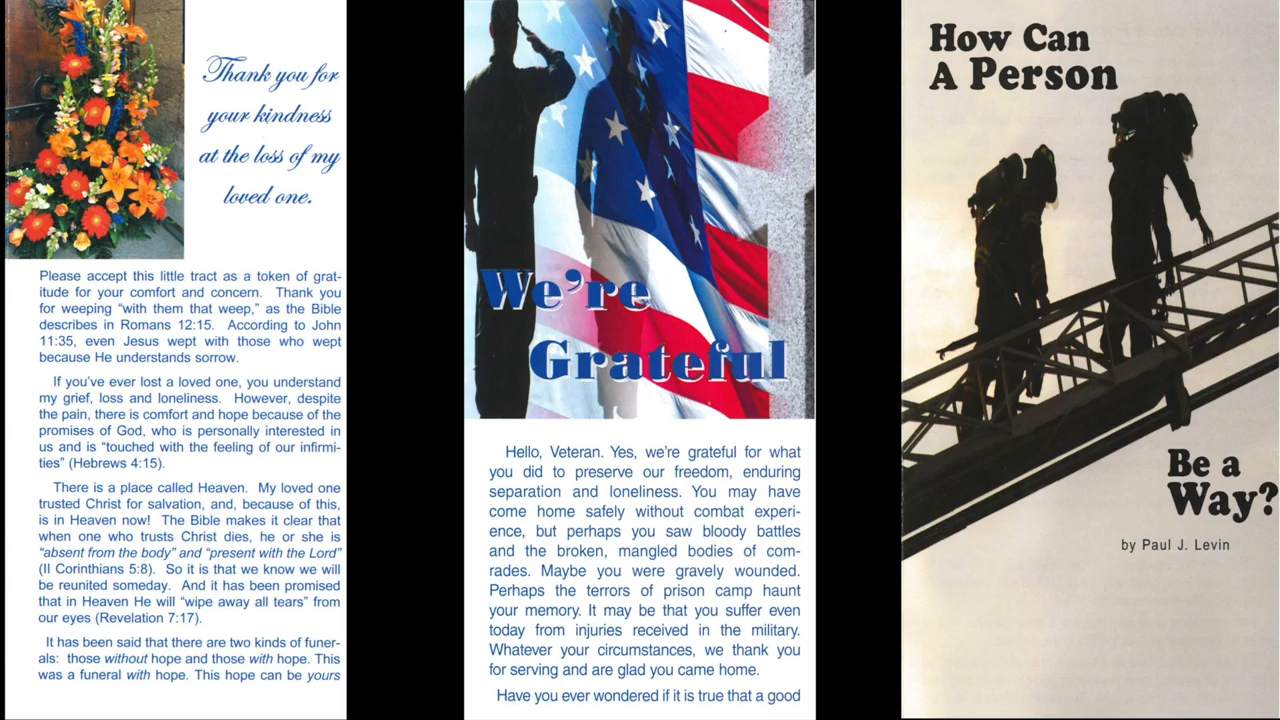 Thank you for
your kindness
at the loss of my
loved one.
Please accept this little tract as a token of grat-
itude for your comfort and concern. Thank you
for weeping “with them that weep,” as the Bible
describes in Romans 12:15. According to John
11:35, even Jesus wept with those who wept
because He understands sorrow.
If you’ve ever lost a loved one, you understand
my grief, loss and loneliness. However, despite
the pain, there is comfort and hope because of the
promises of God, who is personally interested in
us and is “touched with the feeling of our infirmi-
ties” (Hebrews 4:15).
There is a place called Heaven. My loved one
trusted Christ for salvation, and, because of this,
is in Heaven now! The Bible makes it clear that
when one who trusts Christ dies, he or she is
“absent from the body” and “present with the Lord”
(II Corinthians 5:8). So it is that we know we will
be reunited someday. And it has been promised
that in Heaven He will “wipe away all tears” from
our eyes (Revelation 7:17).
It has been said that there are two kinds of funer-
als: those without hope and those with hope. This
was a funeral with hope. This hope can be yours
We’re
Grateful
Hello, Veteran. Yes, we’re grateful for what
you did to preserve our freedom, enduring
separation and loneliness. You may have
come home safely without combat experi-
ence, but perhaps you saw bloody battles
and the broken, mangled bodies of com-
rades. Maybe you were gravely wounded.
Perhaps the terrors of prison camp haunt
your memory. It may be that you suffer even
today from injuries received in the military.
Whatever your circumstances, we thank you
for serving and are glad you came home.
Have you ever wondered if it is true that a good
How Can
A Person
Be a
Way?
by Paul J. Levin